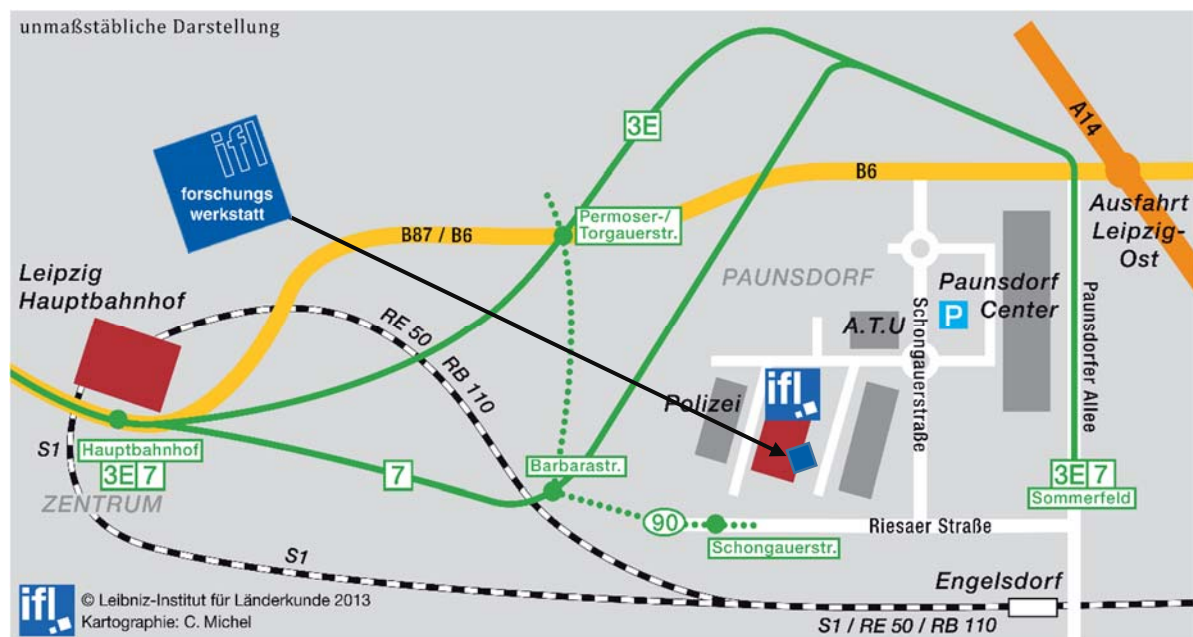 unmaßstäbliche Darstellung
3E
A14
ifl
forschungs
werkstatt
B6
Permoser-/
Torgauerstr.
B87 / B6
Ausfahrt
Leipzig-
Ost
Leipzig
Hauptbahnhof
PAUNSDORF
Paunsdorf
Center
P
A.T.U
Schongauerstraße
Paunsdorfer Allee
RE 50
RB 110
ifl
Polizei
S1
Hauptbahnhof
3E 7
7
Barbarastr.
3E 7
Sommerfeld
ZENTRUM
90
Riesaer Straße
Schongauerstr.
S1
Engelsdorf
ifl
© Leibniz-Institut für Länderkunde 2013
Kartographie: C. Michel
S1 / RE 50 / RB 110